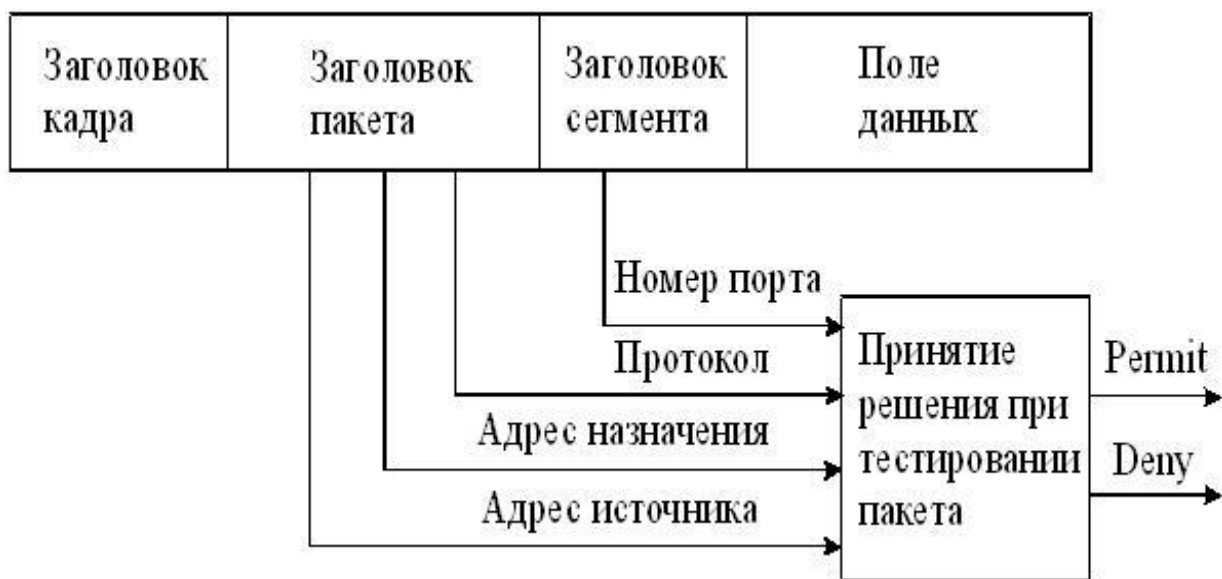 Заголовок
кадра
Заголовок
пакета
Заголовок
сегмента
Поле
данных
Номер порта
Протокол
Адрес назначения
Адрес источника
Принятие
решения при
тестировании
пакета
Permit
Deny